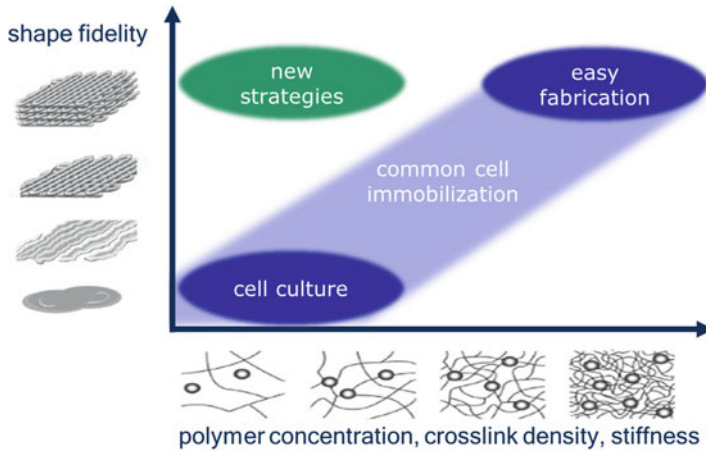 shape fidelity
new
strategies
easy
fabrication
common cell
immobilization
cell culture
polymer concentration, crosslink density, stiffness